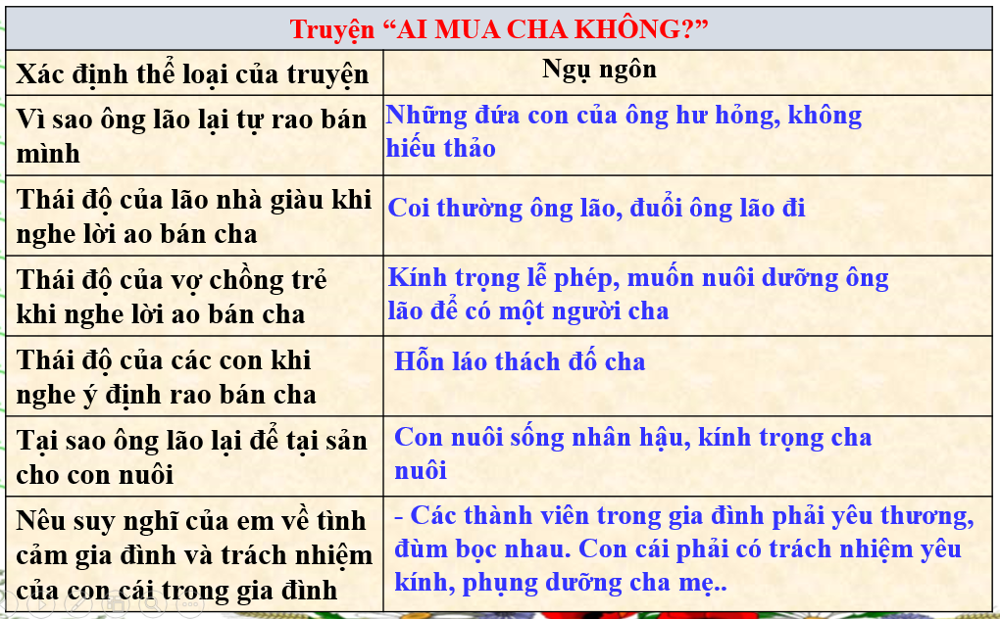 Truyện “AI MUA CHA KHÔNG?”
Xác định thể loại của truyện
Ngụ ngôn
Vì sao ông lão lại tự rao bán
mình
Những đứa con của ông hư hỏng, không
hiếu thảo
Thái độ của lão nhà giàu khi
nghe lời ao bán cha
Coi thường ông lão, đuổi ông lão đi
Thái độ của vợ chồng trẻ
khi nghe lời ao bán cha
Kính trọng lễ phép, muốn nuôi dưỡng ông
lão để có một người cha
Thái độ của các con khi
nghe ý định rao bán cha
Hỗn láo thách đố cha
Tại sao ông lão lại để tại sản
cho con nuôi
Con nuôi sống nhân hậu, kính trọng cha
nuôi
Nêu suy nghĩ của em về tình
cảm gia đình và trách nhiệm
của con cái trong gia đình
- Các thành viên trong gia đình phải yêu thương,
đùm bọc nhau. Con cái phải có trách nhiệm yêu
kính, phụng dưỡng cha mẹ..